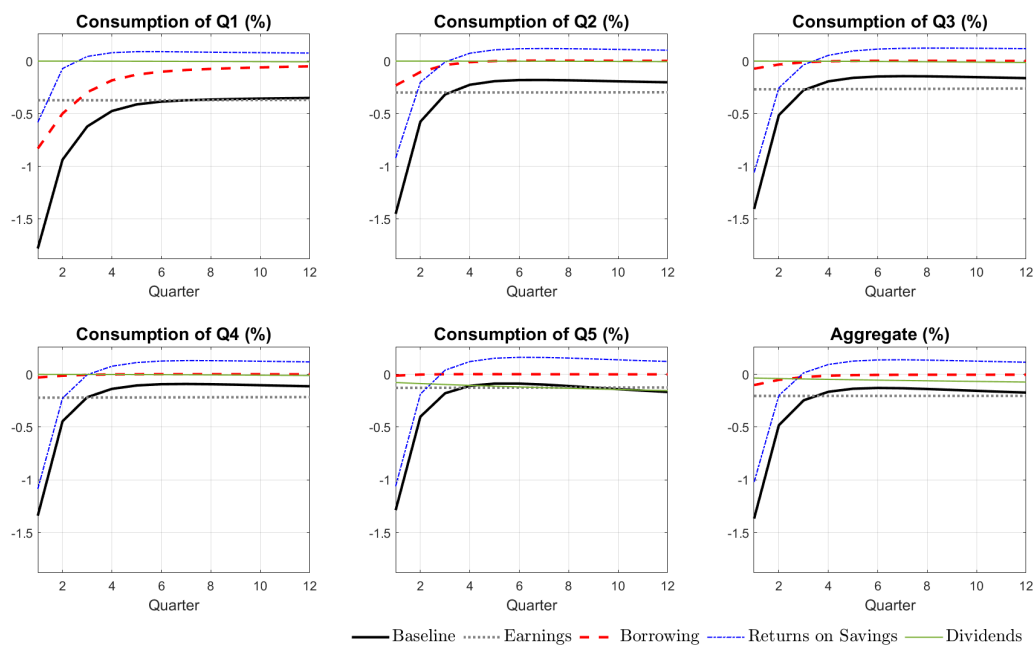 Consumption of Q1 (%)
0
-0.5
-1
-1.5
2 4 6 8 10 12
Quarter
Consumption of Q2 (%)
0
-0.5
-1
-1.5
2 4 6 8 10 12
Quarter
Consumption of Q3 (%)
0
-0.5
-1
-1.5
2 4 6 8 10 12
Quarter
Consumption of Q4 (%)
0
-0.5
-1
-1.5
2 4 6 8 10 12
Quarter
Consumption of Q5 (%)
0
-0.5
-1
-1.5
2 4 6 8 10 12
Quarter
Aggregate (%)
0
-0.5
-1
-1.5
2 4 6 8 10 12
Quarter
Baseline Earnings Borrowing Returns on Savings Dividends